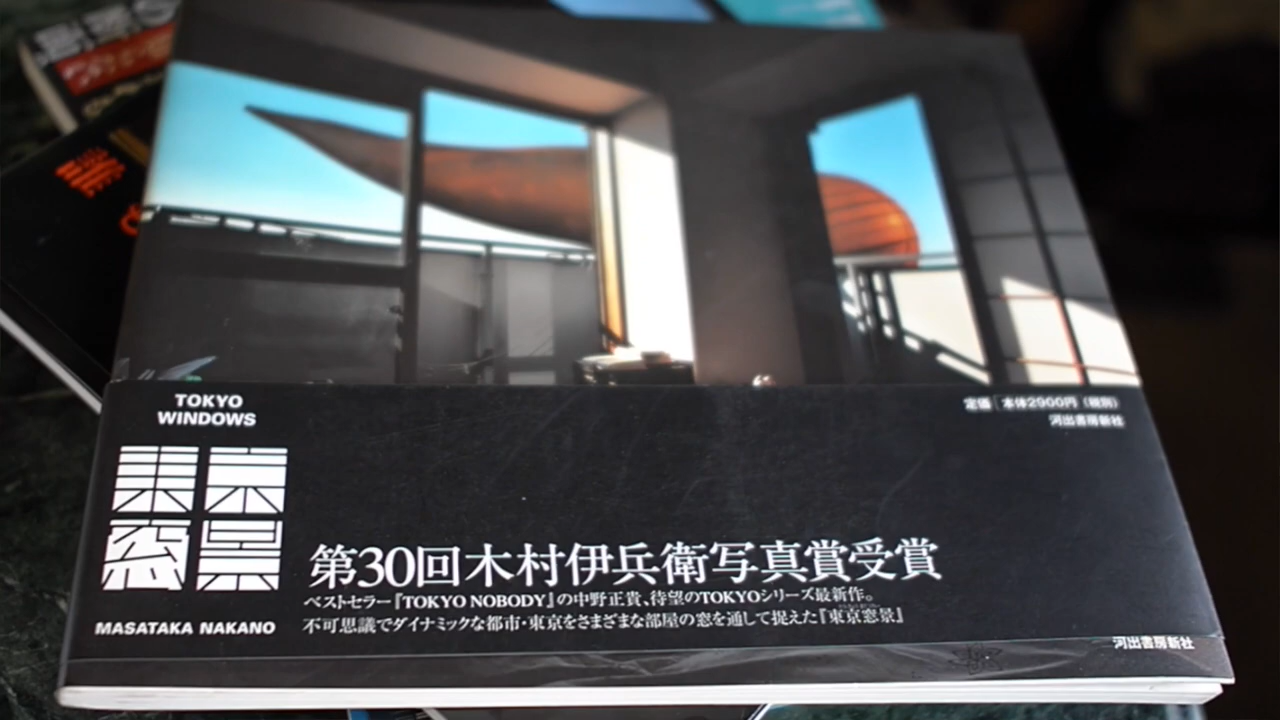 TOKYO
WINDOWS
定価 本体2900円(税別)
河出書房新社
東京
窓景
第30回木村伊兵衛写真賞受賞
ベストセラー『TOKYO NOBODY』の中野正貴、待望のTOKYOシリーズ最新作。
不可思議でダイナミックな都市・東京をさまざまな部屋の窓を通して捉えた『東京窓景』
MASATAKA NAKANO
河出書房新社